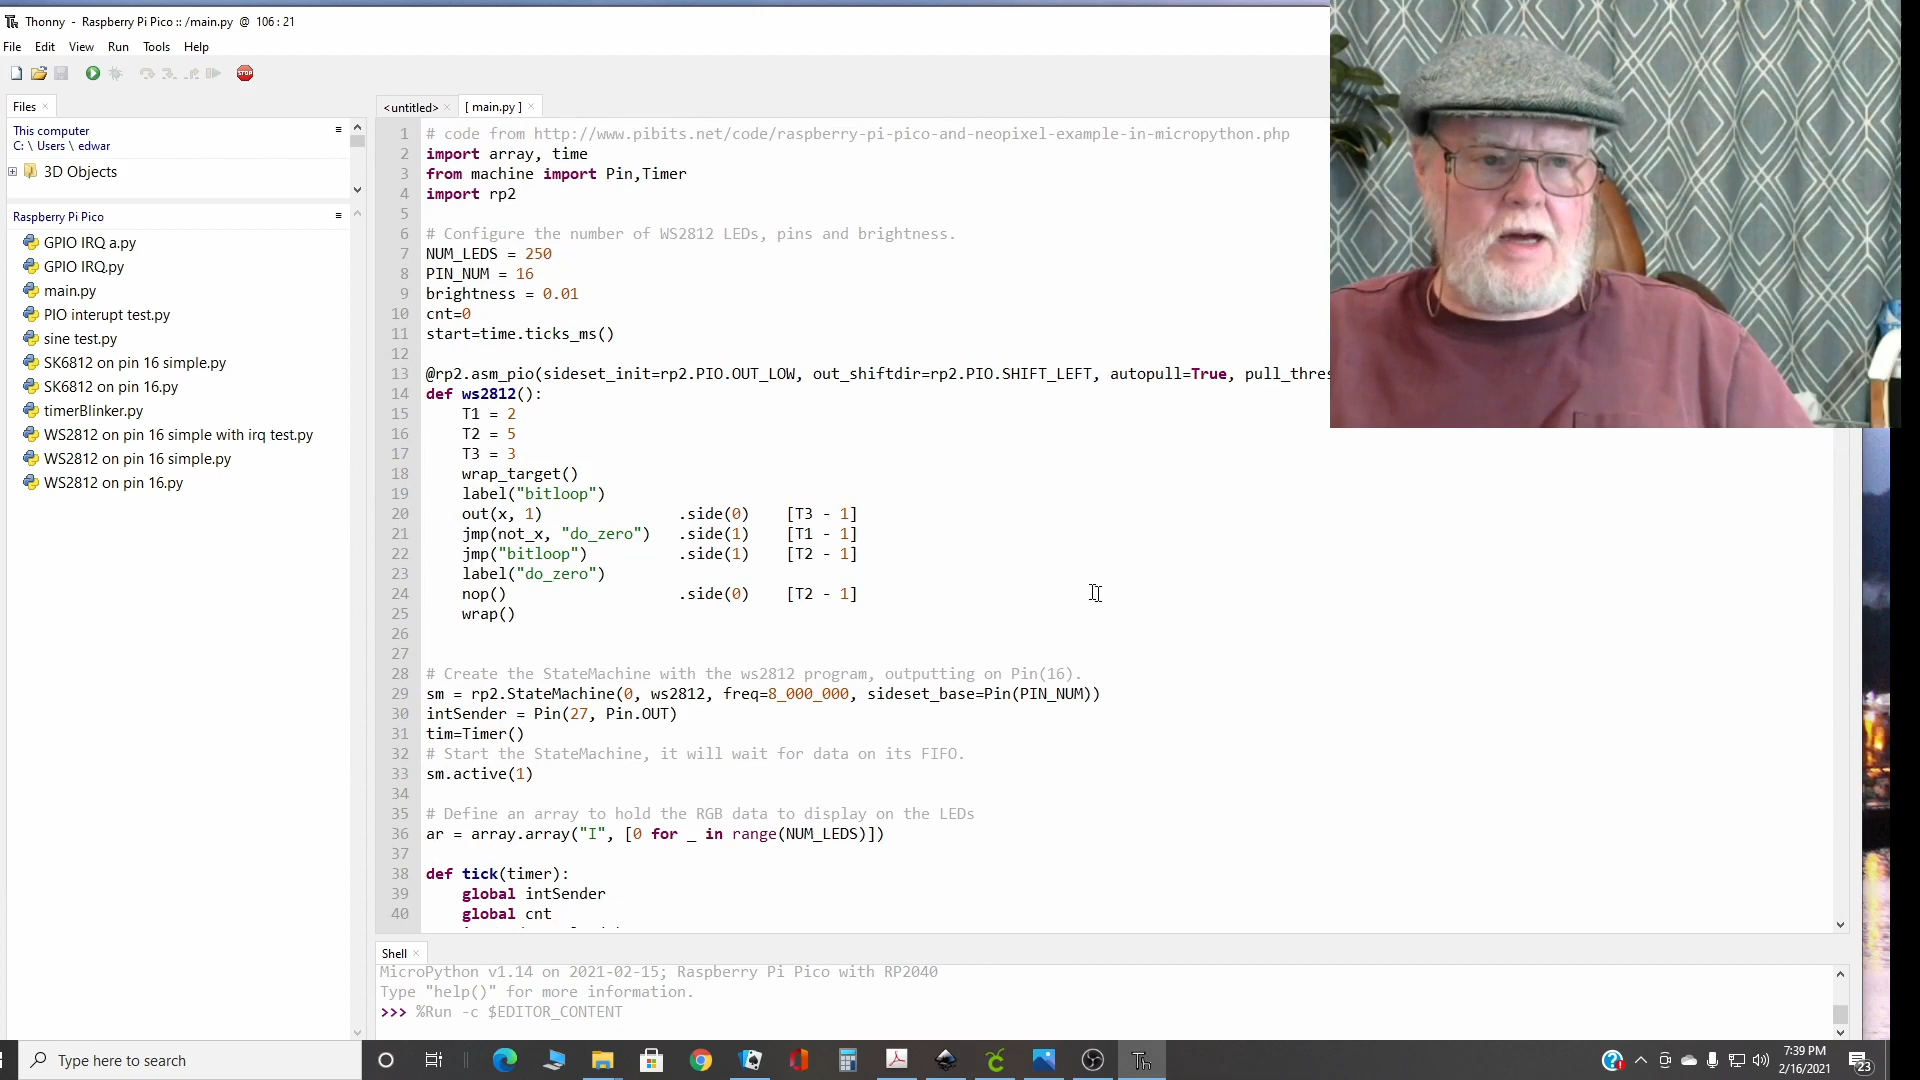 Thonny - Raspberry Pi Pico :: /main.py @ 106 : 21
File Edit View Run Tools Help
STOP
Files
<untitled> [ main.py ]
This computer
C: \ Users \ edwar
3D Objects
Raspberry Pi Pico
GPIO IRQ a.py
GPIO IRQ.py
main.py
PIO interupt test.py
sine test.py
SK6812 on pin 16 simple.py
SK6812 on pin 16.py
timerBlinker.py
WS2812 on pin 16 simple with irq test.py
WS2812 on pin 16 simple.py
WS2812 on pin 16.py
1 # code from http://www.pibits.net/code/raspberry-pi-pico-and-neopixel-example-in-micropython.php
2 import array, time
3 from machine import Pin,Timer
4 import rp2
5
6 # Configure the number of WS2812 LEDs, pins and brightness.
7 NUM_LEDS = 250
8 PIN_NUM = 16
9 brightness = 0.01
10 cnt=0
11 start=time.ticks_ms()
12
13 @rp2.asm_pio(sideset_init=rp2.PIO.OUT_LOW, out_shiftdir=rp2.PIO.SHIFT_LEFT, autopull=True, pull_thres
14 def ws2812():
15 T1 = 2
16 T2 = 5
17 T3 = 3
18 wrap_target()
19 label("bitloop")
20 out(x, 1) .side(0) [T3 - 1]
21 jmp(not_x, "do_zero") .side(1) [T1 - 1]
22 jmp("bitloop") .side(1) [T2 - 1]
23 label("do_zero")
24 nop() .side(0) [T2 - 1]
25 wrap()
26
27
28 # Create the StateMachine with the ws2812 program, outputting on Pin(16).
29 sm = rp2.StateMachine(0, ws2812, freq=8_000_000, sideset_base=Pin(PIN_NUM))
30 intSender = Pin(27, Pin.OUT)
31 tim=Timer()
32 # Start the StateMachine, it will wait for data on its FIFO.
33 sm.active(1)
34
35 # Define an array to hold the RGB data to display on the LEDs
36 ar = array.array("I", [0 for _ in range(NUM_LEDS)])
37
38 def tick(timer):
39 global intSender
40 global cnt
Shell
MicroPython v1.14 on 2021-02-15; Raspberry Pi Pico with RP2040
Type "help()" for more information.
>>> %Run -c $EDITOR_CONTENT
Type here to search
Th
7:39 PM
2/16/2021
23